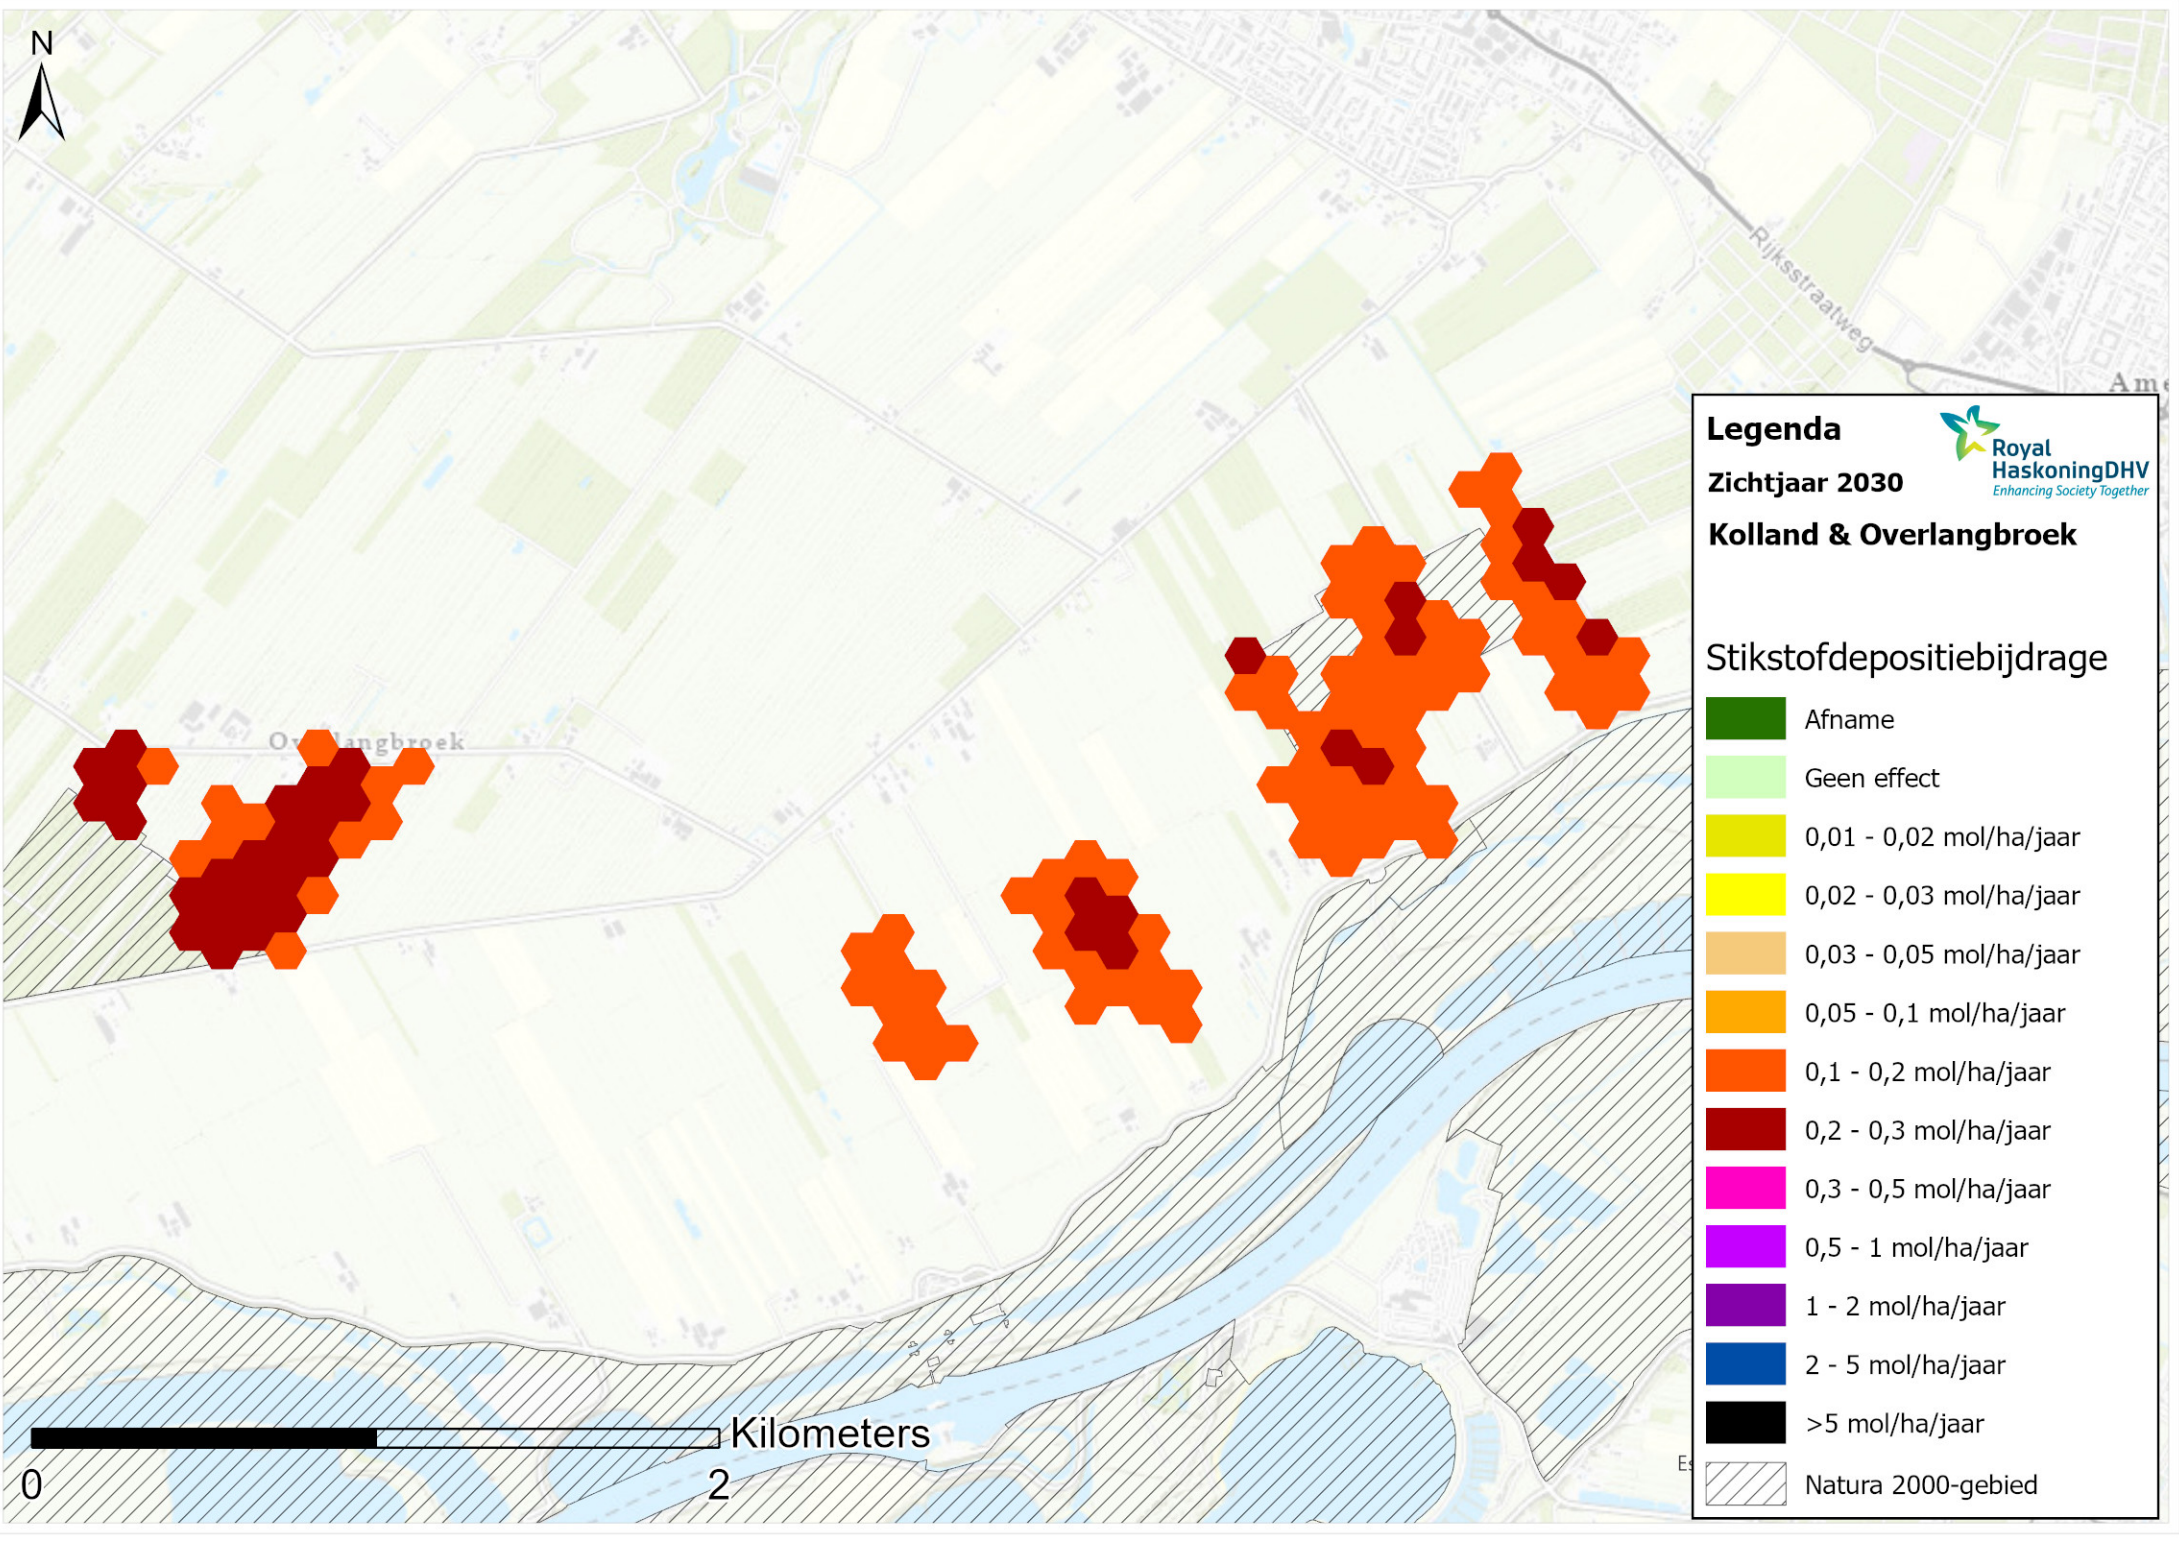 N
Rijksstraatweg
Ame
Legenda
Royal
HaskoningDHV
Enhancing Society Together
Zichtjaar 2030
Kolland & Overlangbroek
Stikstofdepositiebijdrage
Afname
Geen effect
0,01 - 0,02 mol/ha/jaar
0,02 - 0,03 mol/ha/jaar
0,03 - 0,05 mol/ha/jaar
0,05 - 0,1 mol/ha/jaar
0,1 - 0,2 mol/ha/jaar
0,2 - 0,3 mol/ha/jaar
0,3 - 0,5 mol/ha/jaar
0,5 - 1 mol/ha/jaar
1 - 2 mol/ha/jaar
2 - 5 mol/ha/jaar
>5 mol/ha/jaar
Natura 2000-gebied
Kilometers
0 2